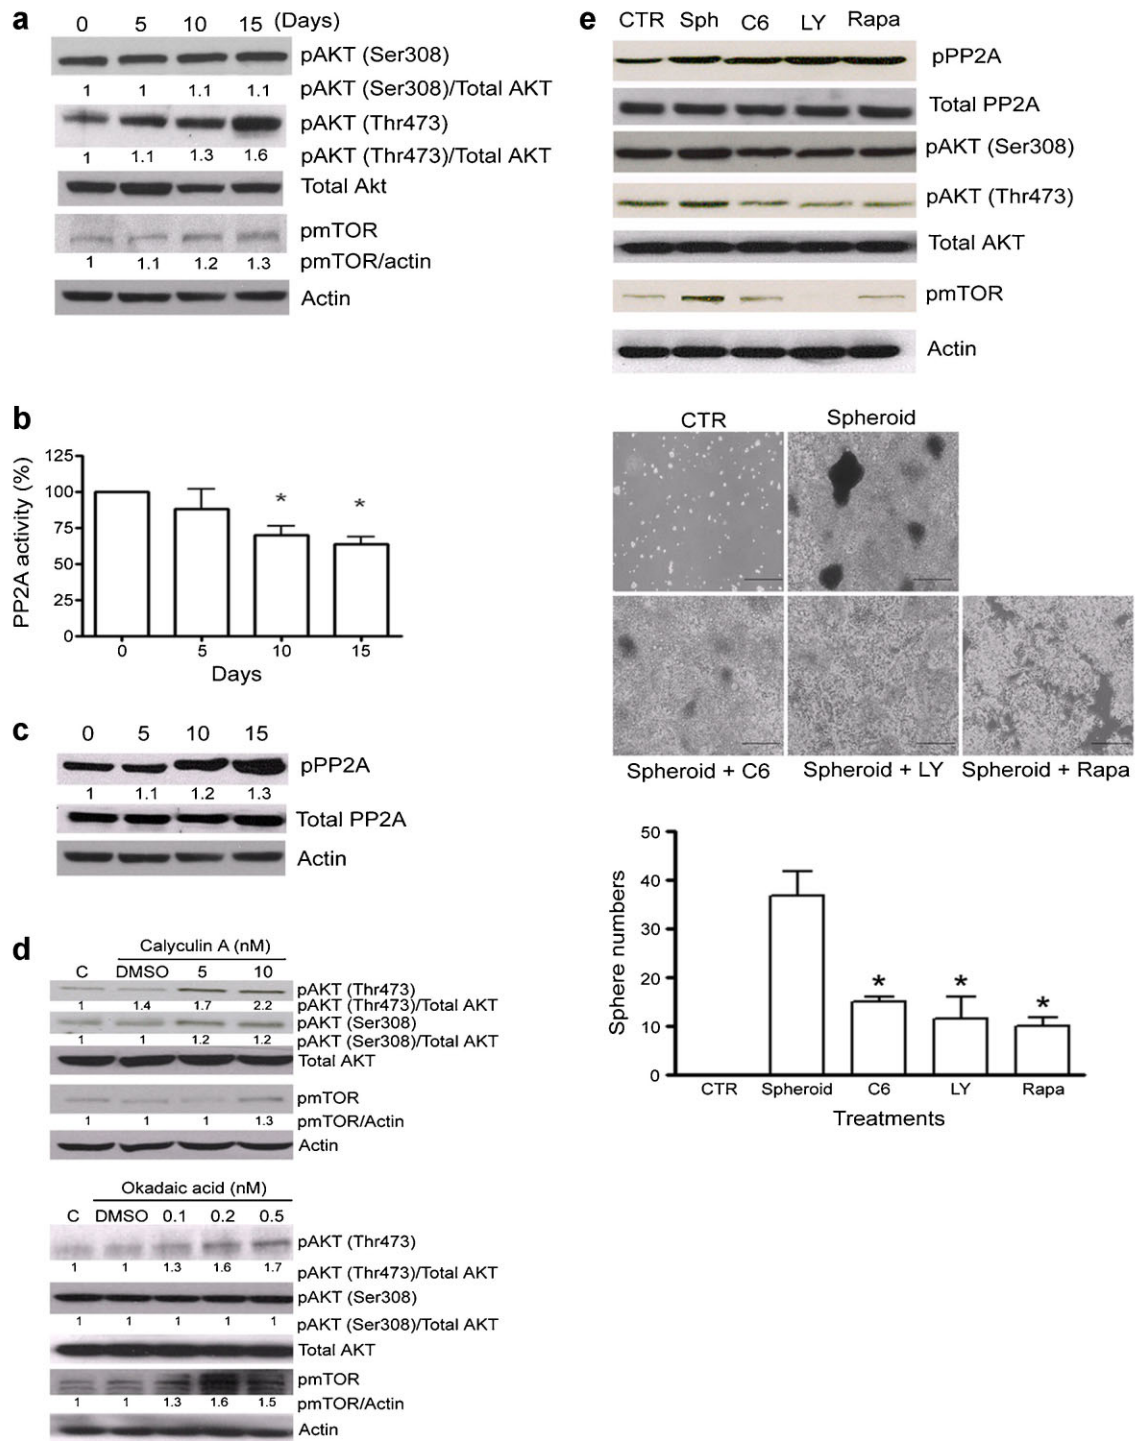 a
0 5 10 15 (Days)
pAKT (Ser308)
1 1 1.1 1.1 pAKT (Ser308)/Total AKT
pAKT (Thr473)
1 1.1 1.3 1.6 pAKT (Thr473)/Total AKT
Total Akt
pmTOR
1 1.1 1.2 1.3 pmTOR/actin
Actin
b
PP2A activity (%)
125
100
75
50
25
0
* *
0 5 10 15
Days
c
0 5 10 15
pPP2A
1 1.1 1.2 1.3
Total PP2A
Actin
d
Calyculin A (nM)
C DMSO 5 10
pAKT (Thr473)
1 1.4 1.7 2.2 pAKT (Thr473)/Total AKT
pAKT (Ser308)
1 1 1.2 1.2 pAKT (Ser308)/Total AKT
Total AKT
pmTOR
1 1 1 1.3 pmTOR/Actin
Actin
Okadaic acid (nM)
C DMSO 0.1 0.2 0.5
pAKT (Thr473)
1 1 1.3 1.6 1.7 pAKT (Thr473)/Total AKT
pAKT (Ser308)
1 1 1 1 1 pAKT (Ser308)/Total AKT
Total AKT
pmTOR
1 1 1.3 1.6 1.5 pmTOR/Actin
Actin
e
CTR Sph C6 LY Rapa
pPP2A
Total PP2A
pAKT (Ser308)
pAKT (Thr473)
Total AKT
pmTOR
Actin
CTR Spheroid
Spheroid + C6 Spheroid + LY Spheroid + Rapa
Sphere numbers
50
40
30
20
10
0
* * *
CTR Spheroid C6 LY Rapa
Treatments